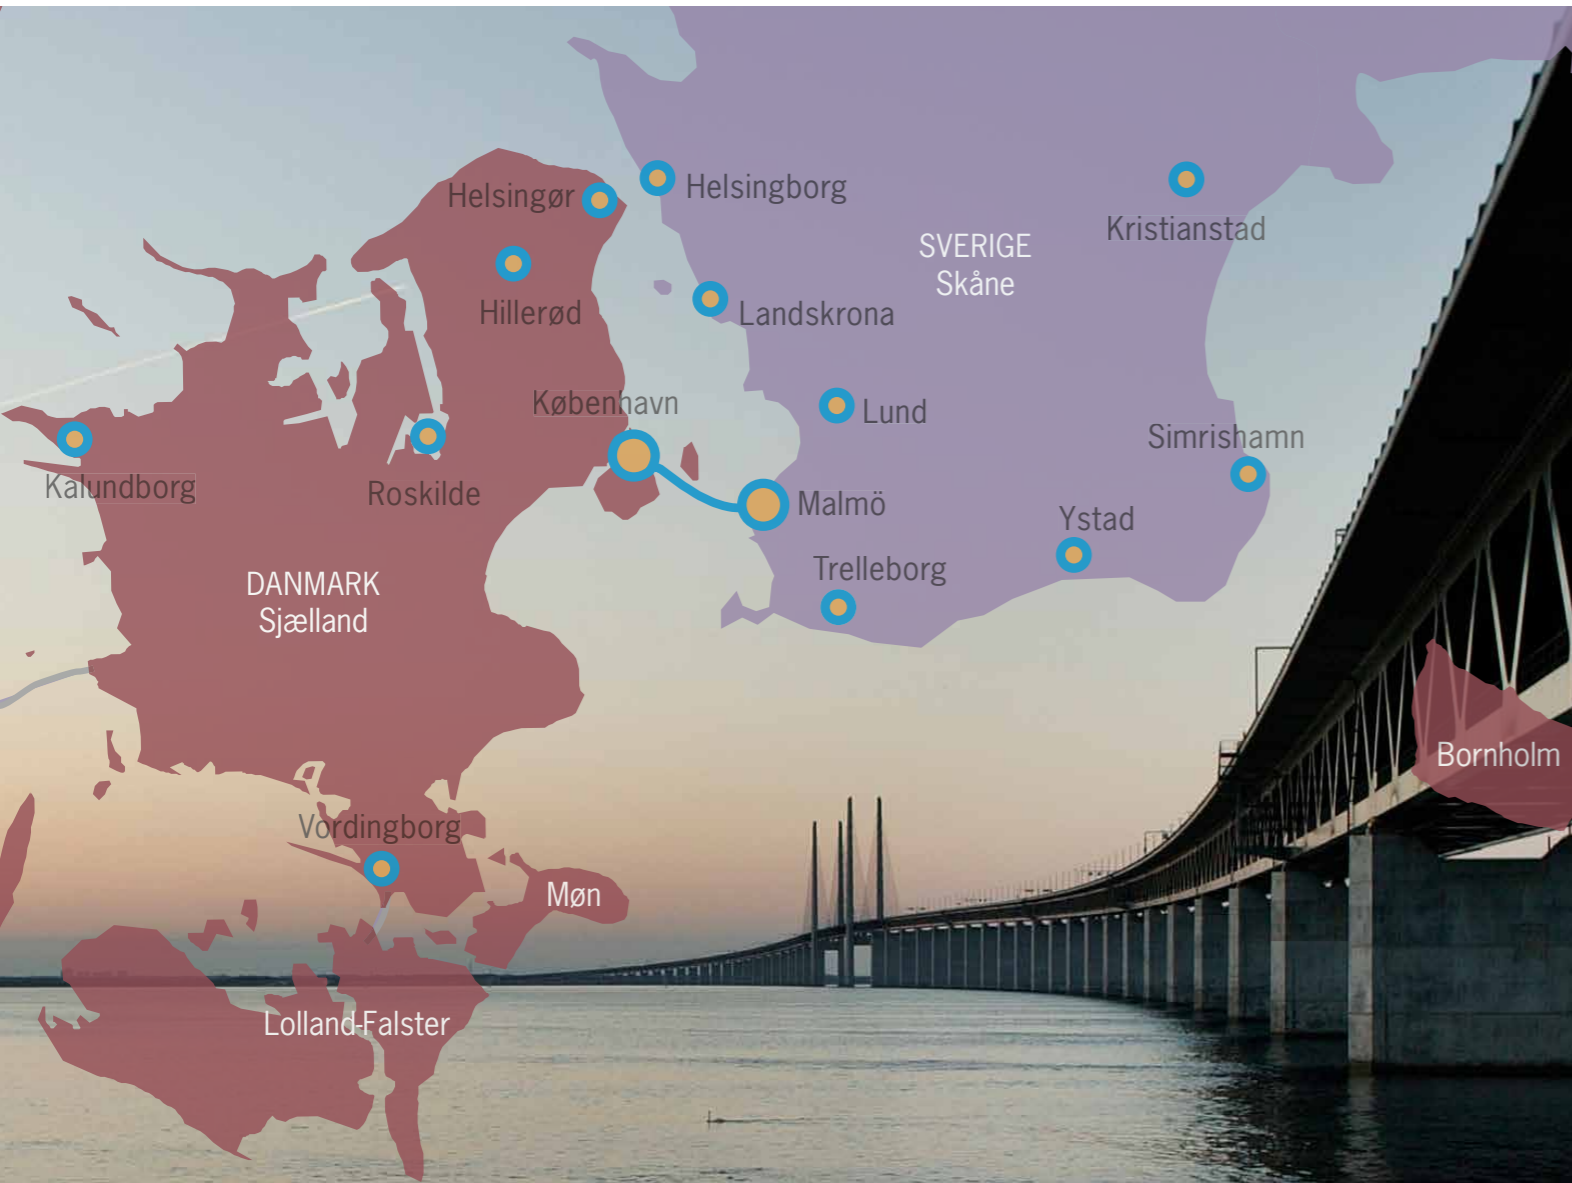 Helsingør
Helsingborg
Kristianstad
SVERIGE
Skåne
Hillerød
Landskrona
København
Lund
Simrishamn
Kalundborg
Roskilde
Malmö
Ystad
Trelleborg
DANMARK
Sjælland
Bornholm
Vordingborg
Møn
Lolland-Falster